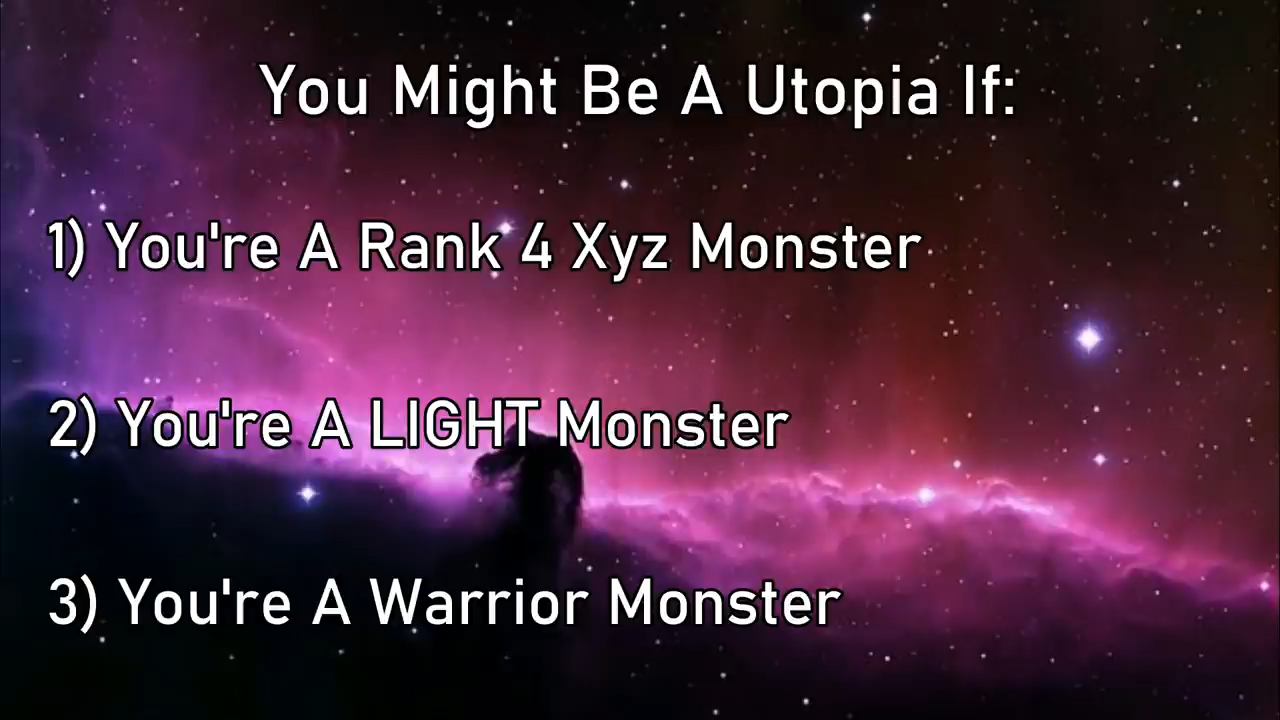 You Might Be A Utopia If:
1) You're A Rank 4 Xyz Monster
2) You're A LIGHT Monster
3) You're A Warrior Monster